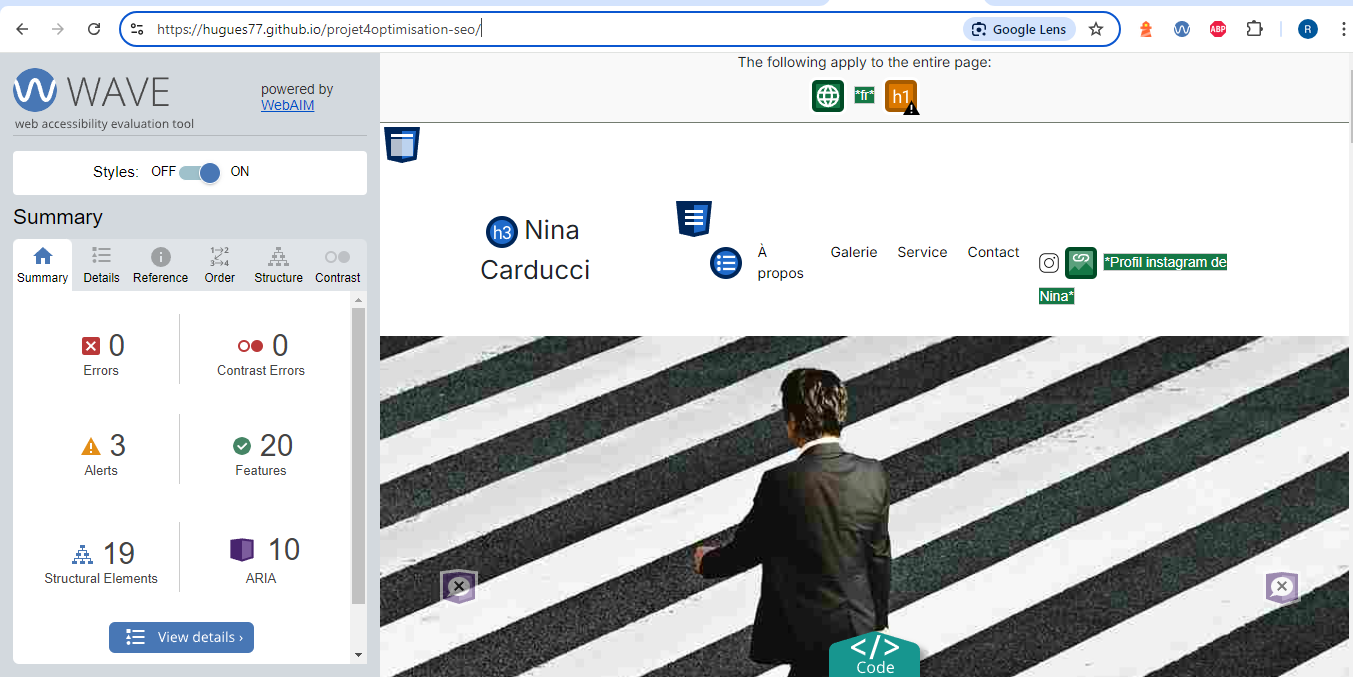 https://hugues77.github.io/projet4optimisation-seo/
Google Lens
ABP
R
WAVE
web accessibility evaluation tool
powered by
WebAIM
Styles: OFF ON
Summary
Summary Details Reference Order Structure Contrast
0
Errors
0
Contrast Errors
3
Alerts
20
Features
19
Structural Elements
10
ARIA
View details ›
The following apply to the entire page:
*fr* h1
h3 Nina
Carducci
À
propos
Galerie Service Contact
*Profil instagram de
Nina*
</> Code